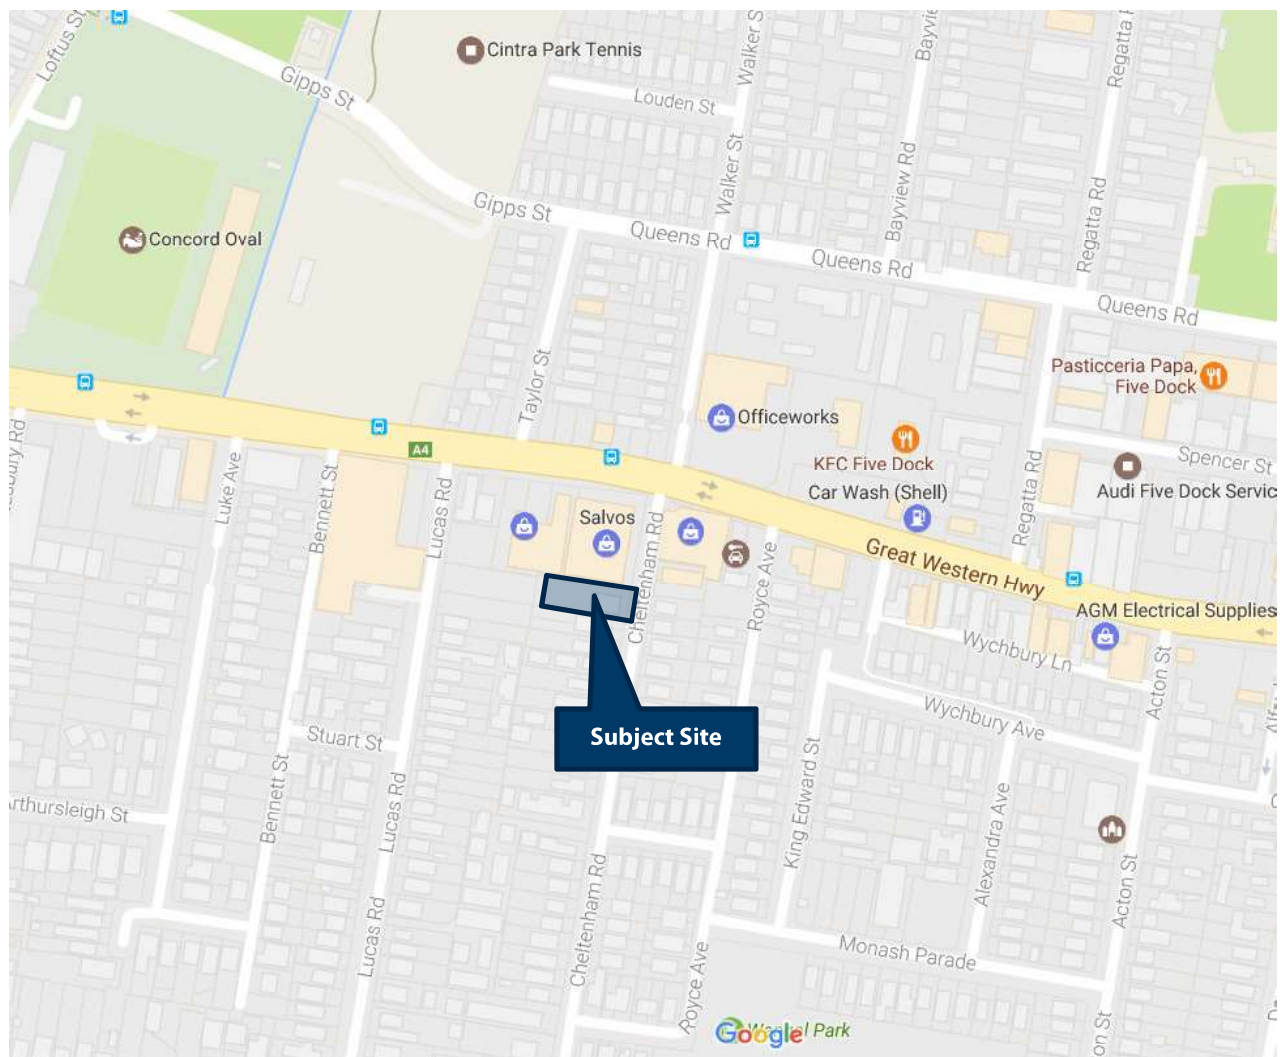 Loftus St
Cintra Park Tennis
Walker S
Bayvie
Regatta R
Gipps St
Louden St
Walker St
Bayview Rd
Regatta Rd
Gipps St
Queens Rd
Queens Rd
Queens Rd
Concord Oval
Taylor St
Pasticceria Papa,
Five Dock
Officeworks
KFC Five Dock
Car Wash (Shell)
Spencer St
Audi Five Dock Servic
A4
Luke Ave
Bennett St
Lucas Rd
Salvos
Cheltenham Rd
Royce Ave
Regatta Rd
Great Western Hwy
AGM Electrical Supplies
Wychbury Ln
Acton St
Wychbury Ave
Subject Site
Stuart St
Bennett St
Lucas Rd
King Edward St
Alexandra Ave
rthursleigh St
Acton St
Cheltenham Rd
Lucas Rd
Monash Parade
Royce Ave
Google
Park
on St